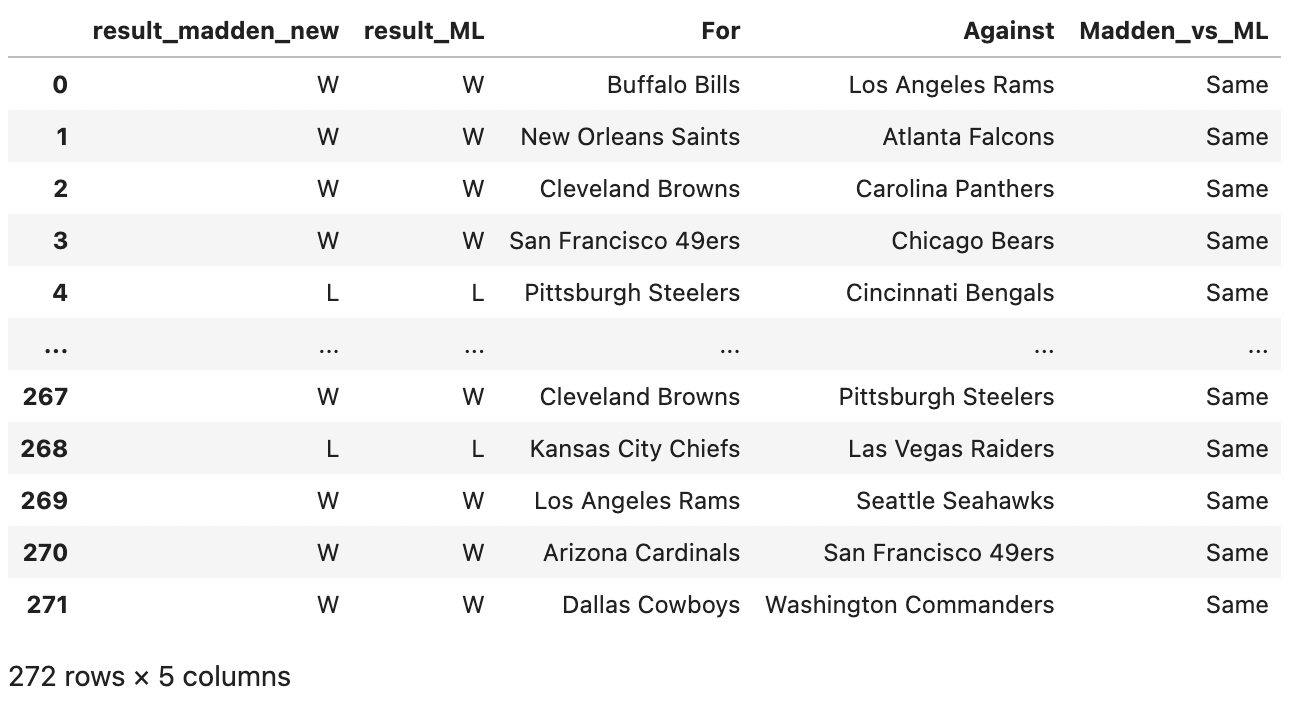 result_madden_new result_ML For Against Madden_vs_ML
0 W W Buffalo Bills Los Angeles Rams Same
1 W W New Orleans Saints Atlanta Falcons Same
2 W W Cleveland Browns Carolina Panthers Same
3 W W San Francisco 49ers Chicago Bears Same
4 L L Pittsburgh Steelers Cincinnati Bengals Same
... ... ... ... ... ...
267 W W Cleveland Browns Pittsburgh Steelers Same
268 L L Kansas City Chiefs Las Vegas Raiders Same
269 W W Los Angeles Rams Seattle Seahawks Same
270 W W Arizona Cardinals San Francisco 49ers Same
271 W W Dallas Cowboys Washington Commanders Same
272 rows × 5 columns